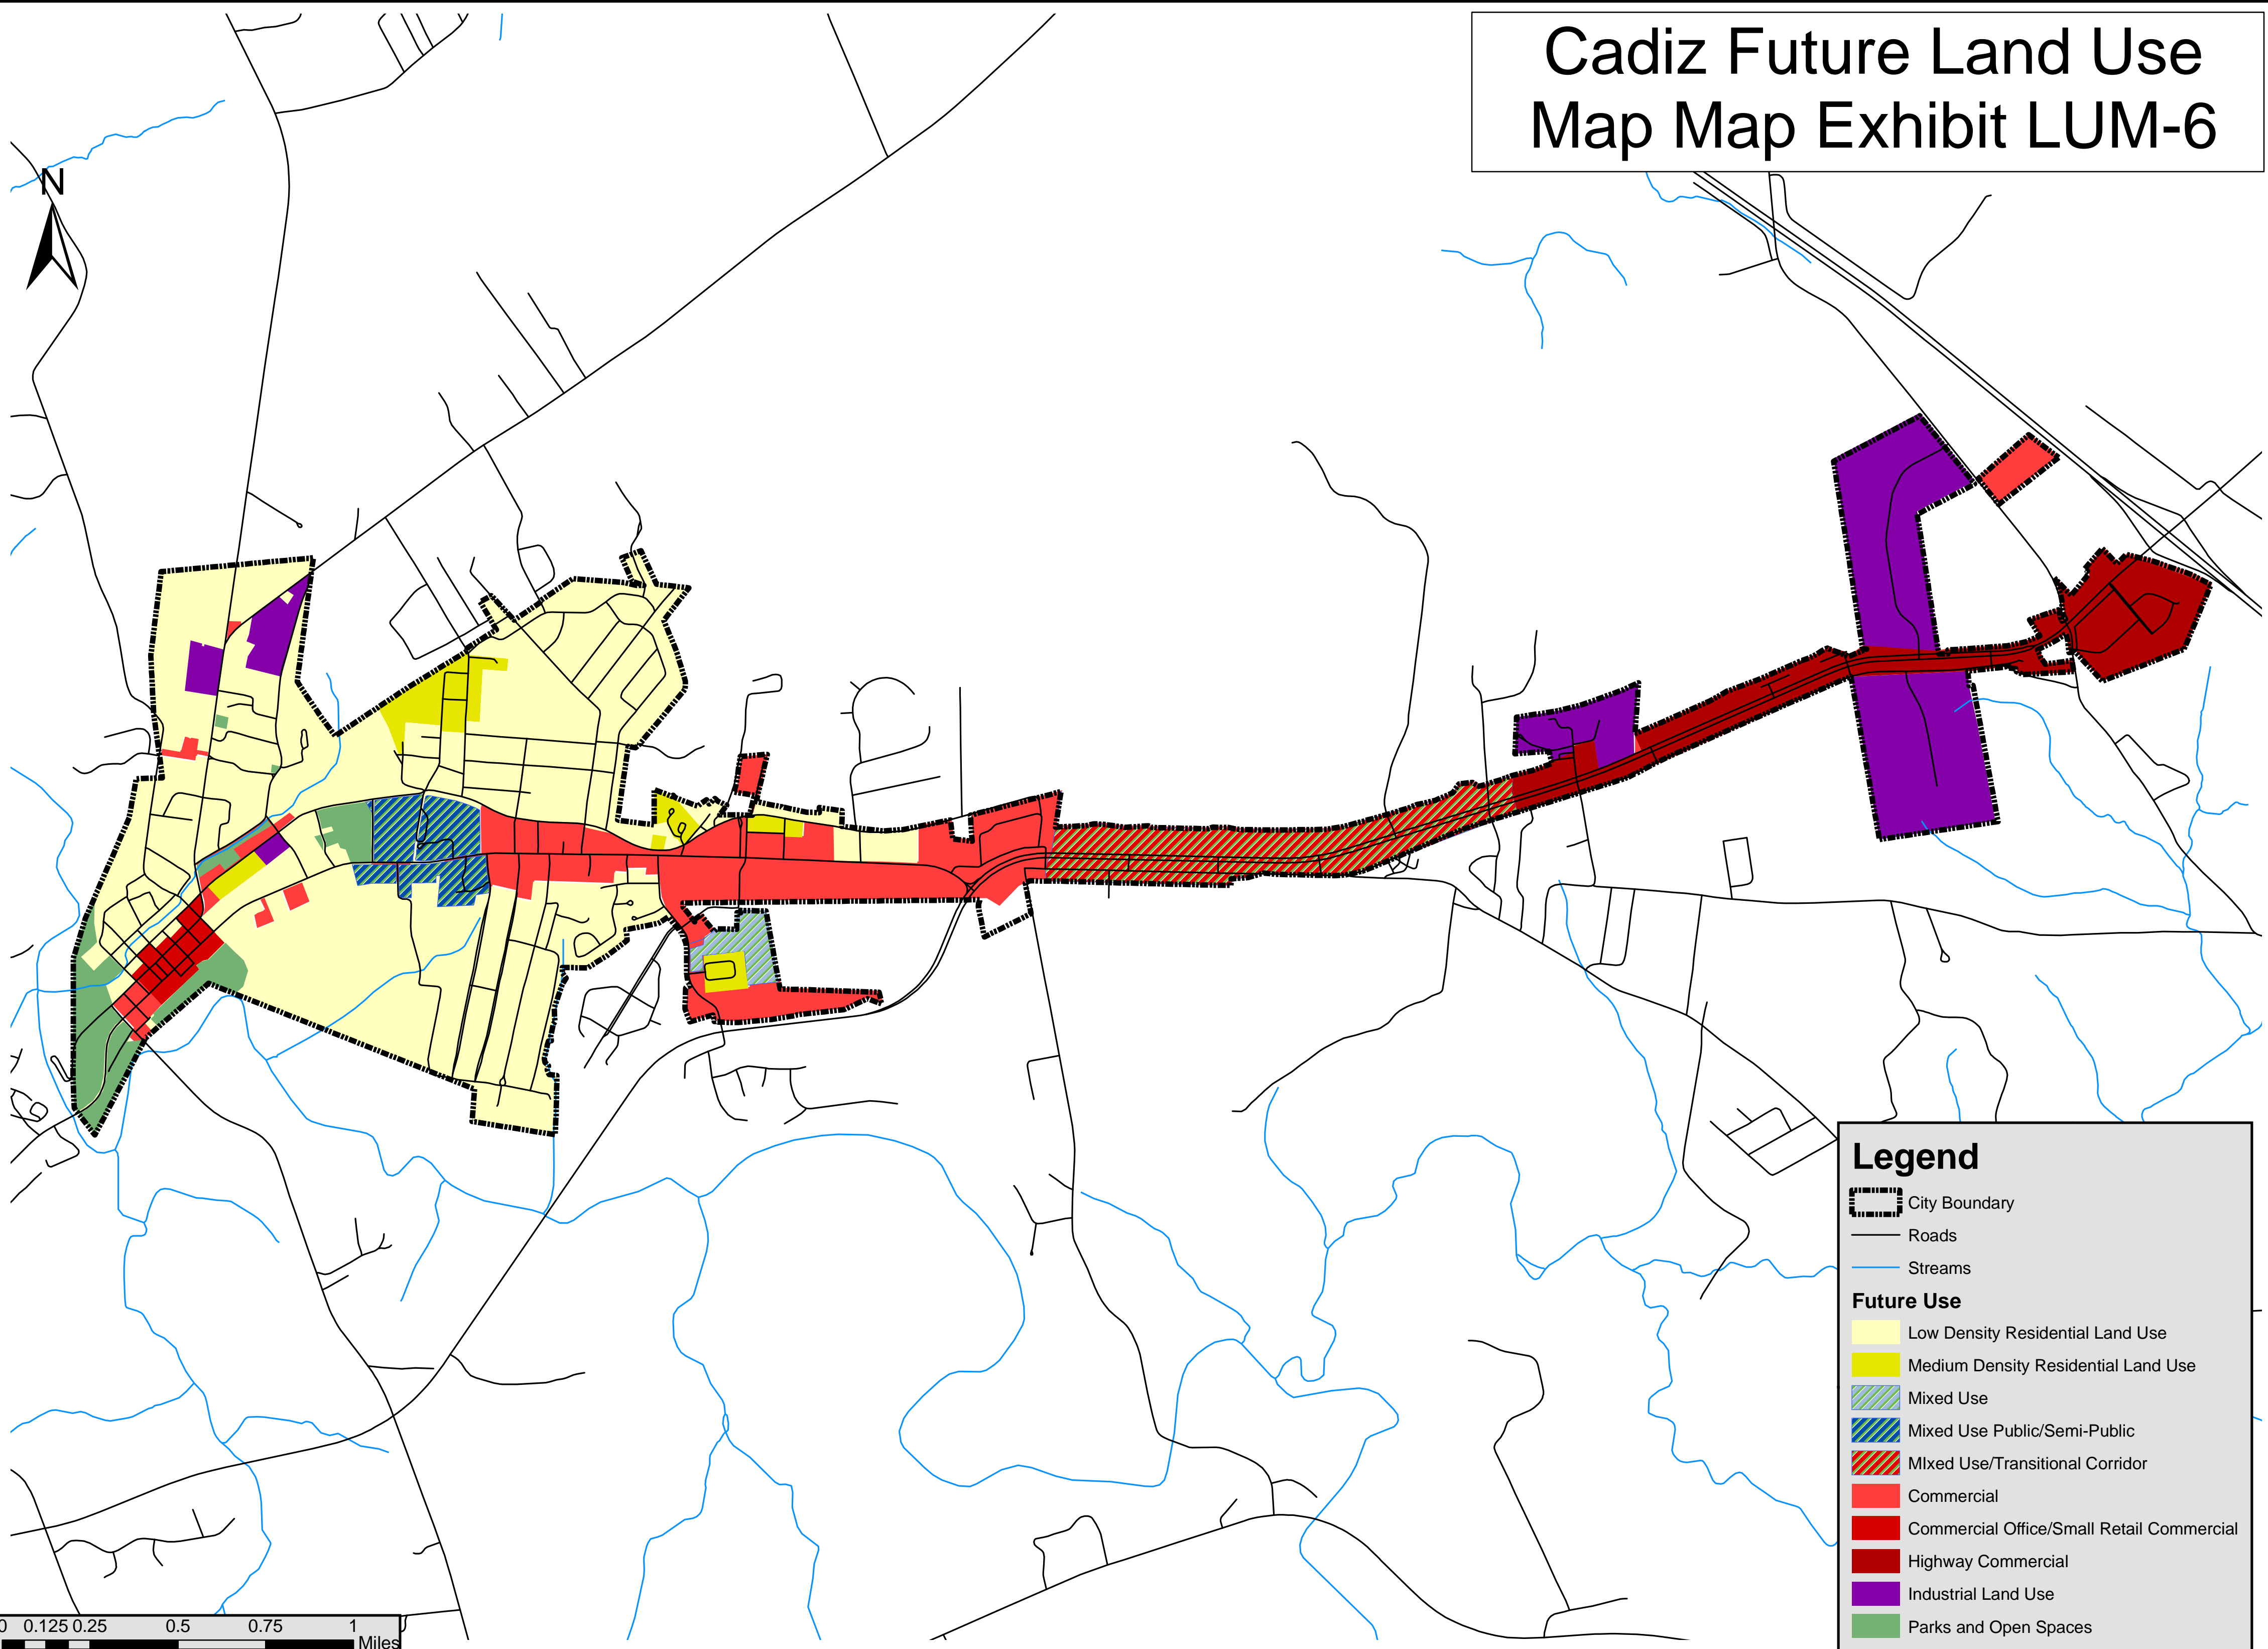 Cadiz Future Land Use
Map Map Exhibit LUM-6
N
Legend
City Boundary
Roads
Streams
Future Use
Low Density Residential Land Use
Medium Density Residential Land Use
Mixed Use
Mixed Use Public/Semi-Public
MIxed Use/Transitional Corridor
Commercial
Commercial Office/Small Retail Commercial
Highway Commercial
Industrial Land Use
Parks and Open Spaces
0 0.125 0.25 0.5 0.75 1
Miles